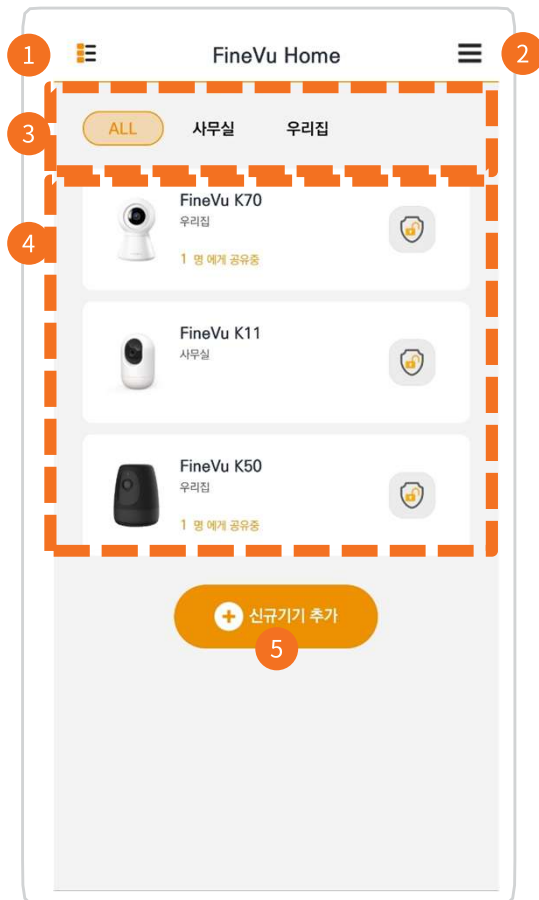 1
FineVu Home
2
3
ALL 사무실 우리집
4
FineVu K70
우리집
1 명 에게 공유중
FineVu K11
사무실
FineVu K50
우리집
1 명 에게 공유중
신규기기 추가
5